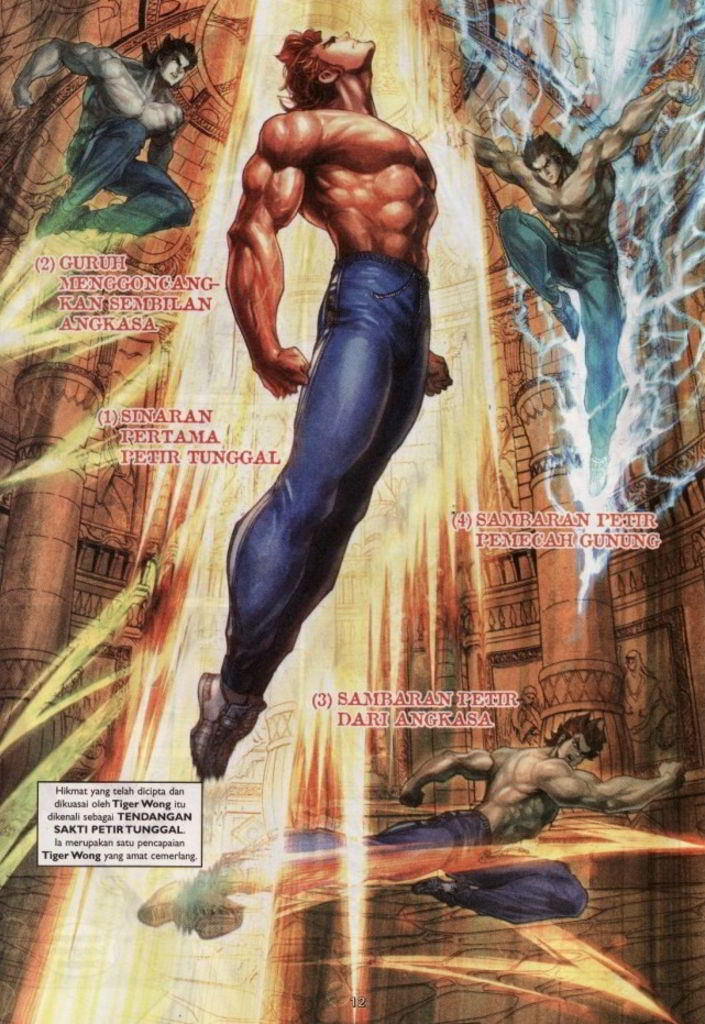 (2) GURUH
MENGGONCANG-
KAN SEMBILAN
ANGKASA
(1) SINARAN
PERTAMA
PETIR TUNGGAL
(4) SAMBARAN PETIR
PEMECAH GUNUNG
(3) SAMBARAN PETIR
DARI ANGKASA
Hikmat yang telah dicipta dan
dikuasai oleh Tiger Wong itu
dikenali sebagai TENDANGAN
SAKTI PETIR TUNGGAL.
Ia merupakan satu pencapaian
Tiger Wong yang amat cemerlang.
12